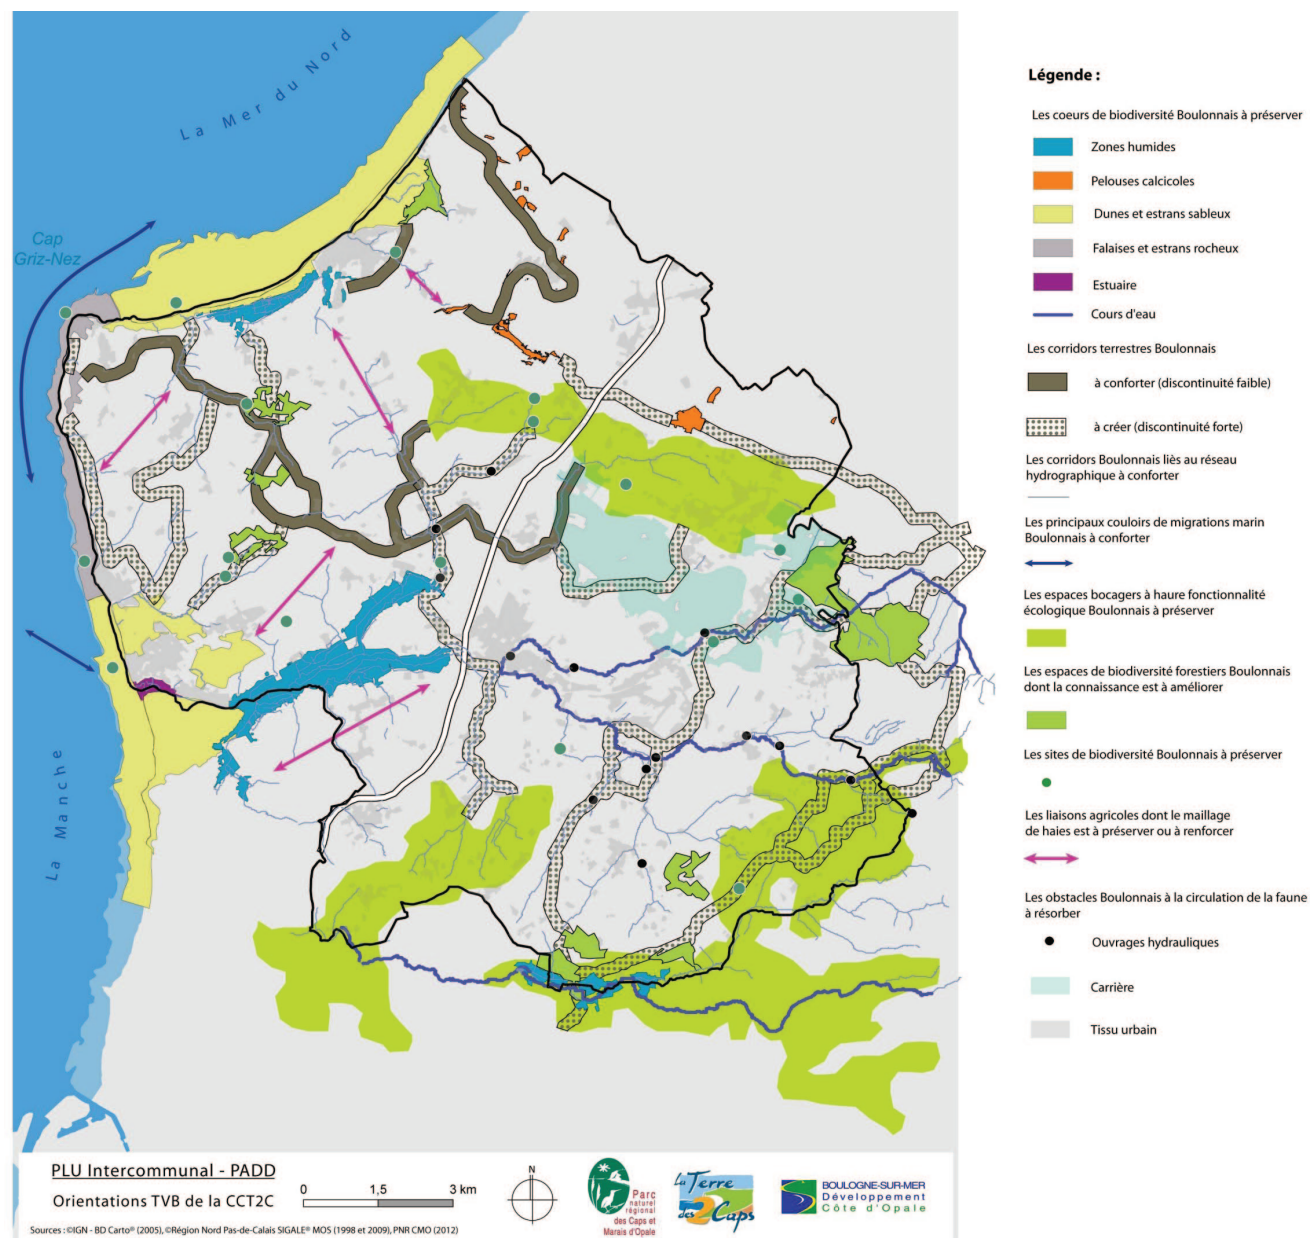 La Mer du Nord
Cap
Griz-Nez
La Manche
Légende :
Les coeurs de biodiversité Boulonnais à préserver
Zones humides
Pelouses calcicoles
Dunes et estrans sableux
Falaises et estrans rocheux
Estuaire
Cours d'eau
Les corridors terrestres Boulonnais
à conforter (discontinuité faible)
à créer (discontinuité forte)
Les corridors Boulonnais liès au réseau
hydrographique à conforter
Les principaux couloirs de migrations marin
Boulonnais à conforter
Les espaces bocagers à haure fonctionnalité
écologique Boulonnais à préserver
Les espaces de biodiversité forestiers Boulonnais
dont la connaissance est à améliorer
Les sites de biodiversité Boulonnais à préserver
Les liaisons agricoles dont le maillage
de haies est à préserver ou à renforcer
Les obstacles Boulonnais à la circulation de la faune
à résorber
Ouvrages hydrauliques
Carrière
Tissu urbain
PLU Intercommunal - PADD
Orientations TVB de la CCT2C
0 1,5 3 km
N
Parc
naturel
régional
des Caps et
Marais d'Opale
La Terre
des 2 Caps
BOULOGNE-SUR-MER
Développement
Côte d'Opale
Sources : ©IGN - BD Carto® (2005), ©Région Nord Pas-de-Calais SIGALE® MOS (1998 et 2009), PNR CMO (2012)